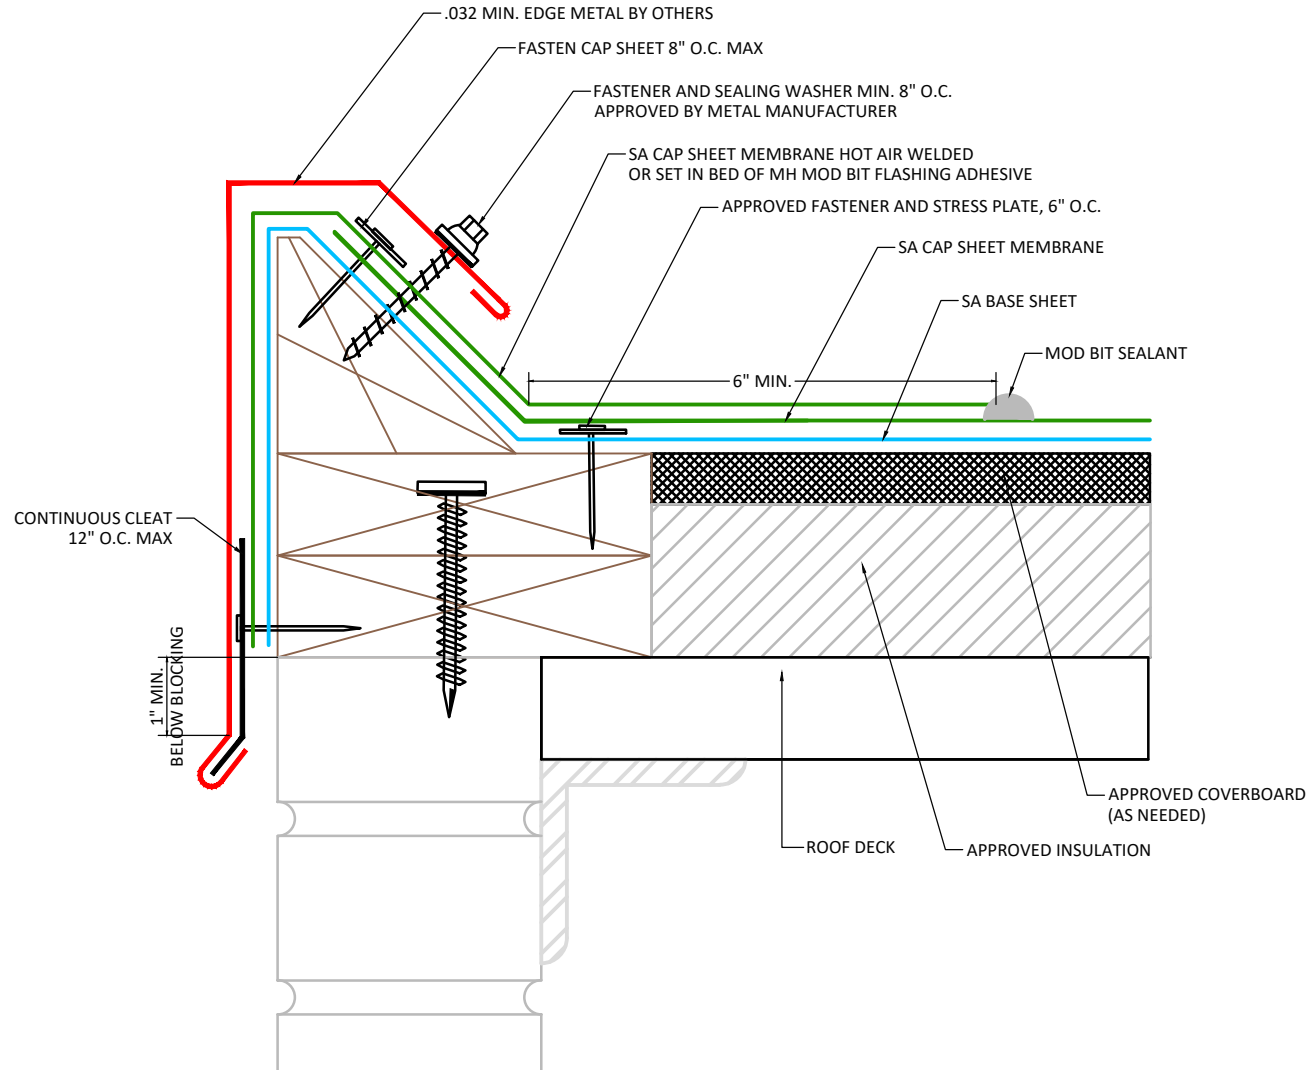 .032 MIN. EDGE METAL BY OTHERS
FASTEN CAP SHEET 8" O.C. MAX
FASTENER AND SEALING WASHER MIN. 8" O.C.
APPROVED BY METAL MANUFACTURER
SA CAP SHEET MEMBRANE HOT AIR WELDED
OR SET IN BED OF MH MOD BIT FLASHING ADHESIVE
APPROVED FASTENER AND STRESS PLATE, 6" O.C.
SA CAP SHEET MEMBRANE
SA BASE SHEET
MOD BIT SEALANT
6" MIN.
CONTINUOUS CLEAT
12" O.C. MAX
1" MIN.
BELOW BLOCKING
APPROVED COVERBOARD
(AS NEEDED)
ROOF DECK
APPROVED INSULATION